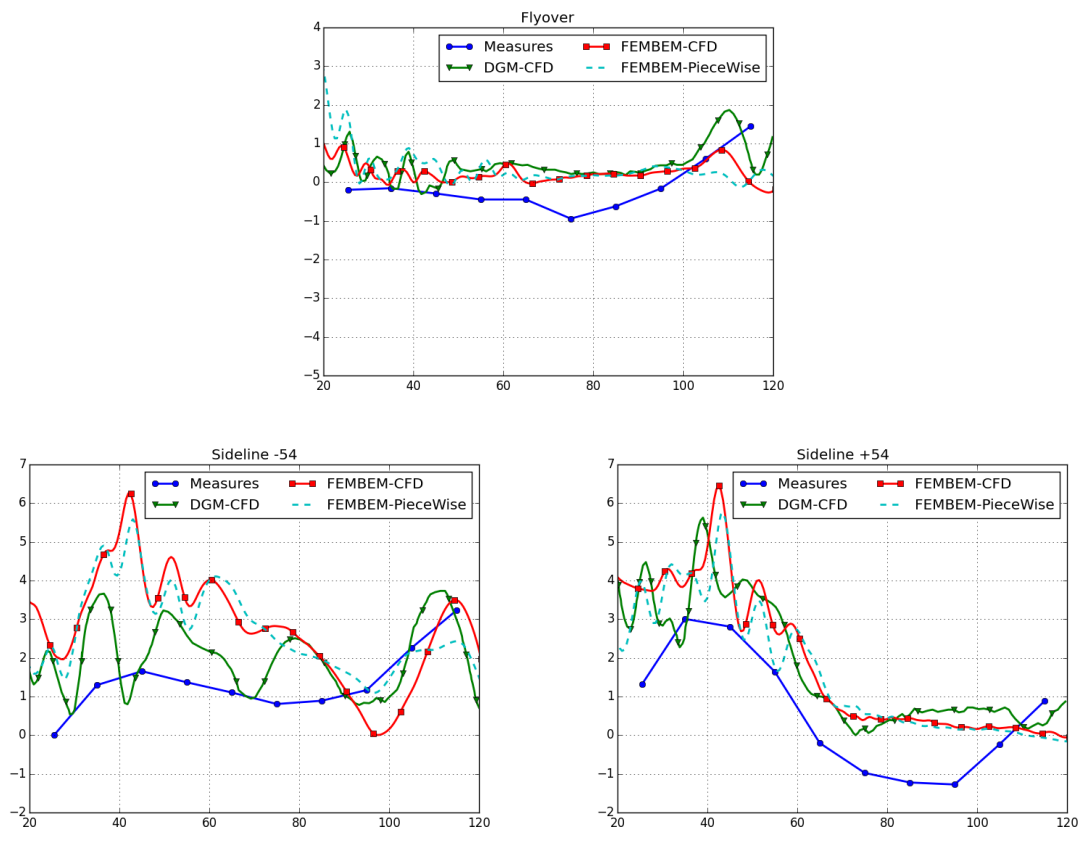 Flyover
Measures FEMBEM-CFD
DGM-CFD FEMBEM-PieceWise
4
3
2
1
0
−1
−2
−3
−4
−5
20 40 60 80 100 120
Sideline -54
Measures FEMBEM-CFD
DGM-CFD FEMBEM-PieceWise
7
6
5
4
3
2
1
0
−1
−2
20 40 60 80 100 120
Sideline +54
Measures FEMBEM-CFD
DGM-CFD FEMBEM-PieceWise
7
6
5
4
3
2
1
0
−1
−2
20 40 60 80 100 120